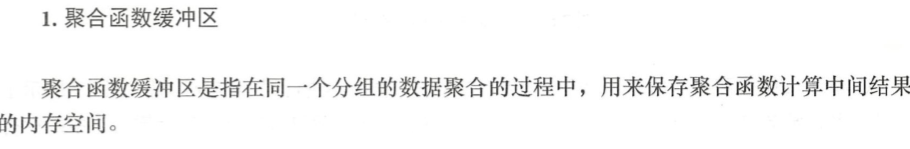 1. 聚合函数缓冲区
聚合函数缓冲区是指在同一个分组的数据聚合的过程中，用来保存聚合函数计算中间结果
的内存空间。